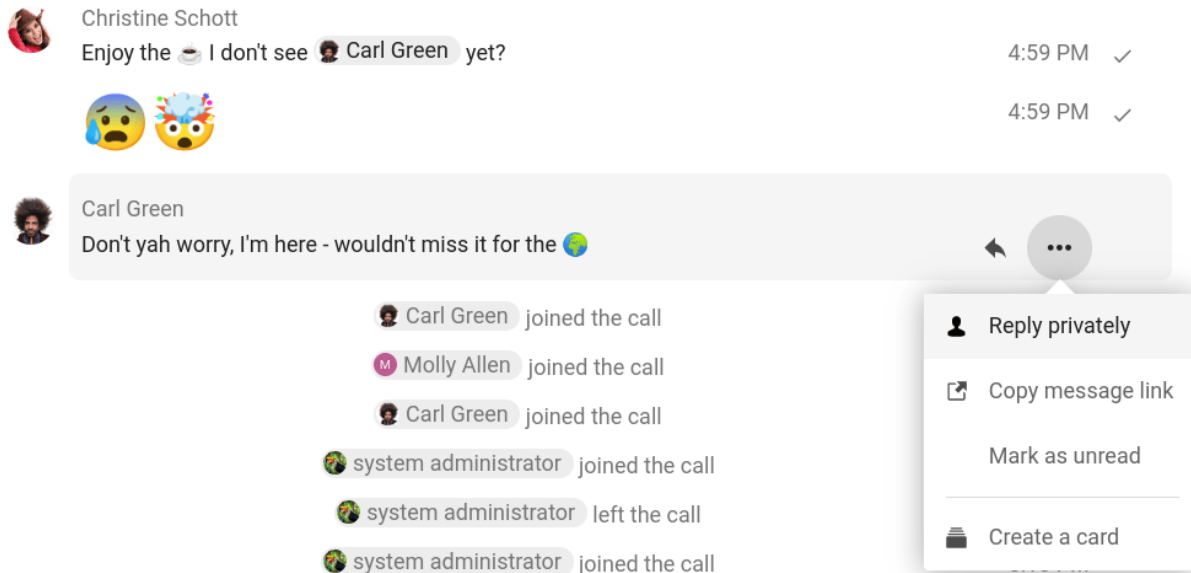 Christine Schott
Enjoy the ☕ I don't see Carl Green yet? 4:59 PM
4:59 PM
Carl Green
Don't yah worry, I'm here - wouldn't miss it for the 🌍
Carl Green joined the call
Reply privately
M Molly Allen joined the call
Copy message link
Carl Green joined the call
Mark as unread
system administrator joined the call
system administrator left the call
Create a card
system administrator joined the call